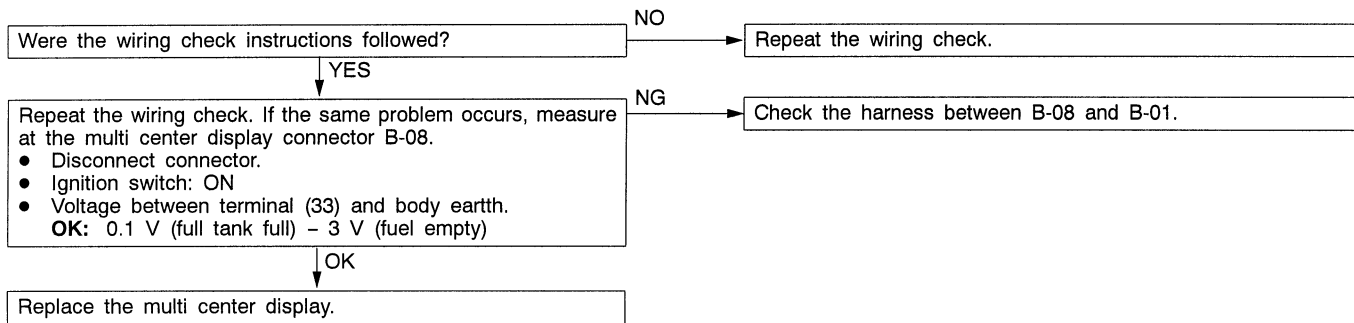 Were the wiring check instructions followed?
NO
Repeat the wiring check.
YES
Repeat the wiring check. If the same problem occurs, measure
at the multi center display connector B-08.
● Disconnect connector.
● Ignition switch: ON
● Voltage between terminal (33) and body eartth.
OK: 0.1 V (full tank full) – 3 V (fuel empty)
NG
Check the harness between B-08 and B-01.
OK
Replace the multi center display.